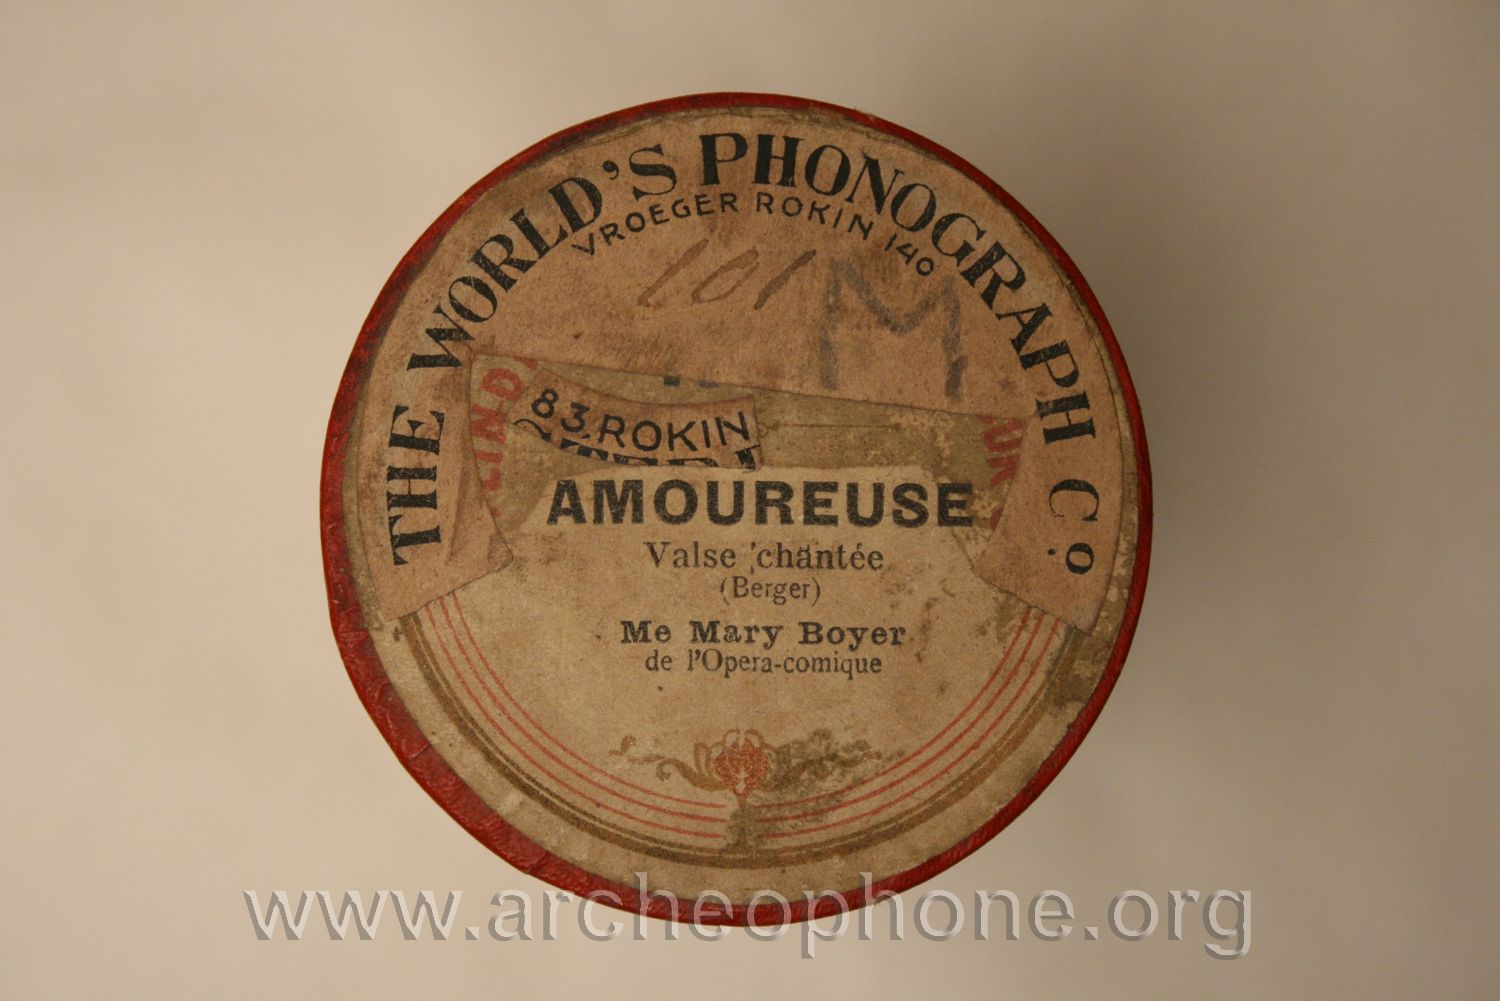 THE WORLD'S PHONOGRAPH Co.
VROEGER ROKIN 140
101 M
83. ROKIN
AMOUREUSE
Valse chantée
(Berger)
Me Mary Boyer
de l'Opera-comique
www.archeophone.org